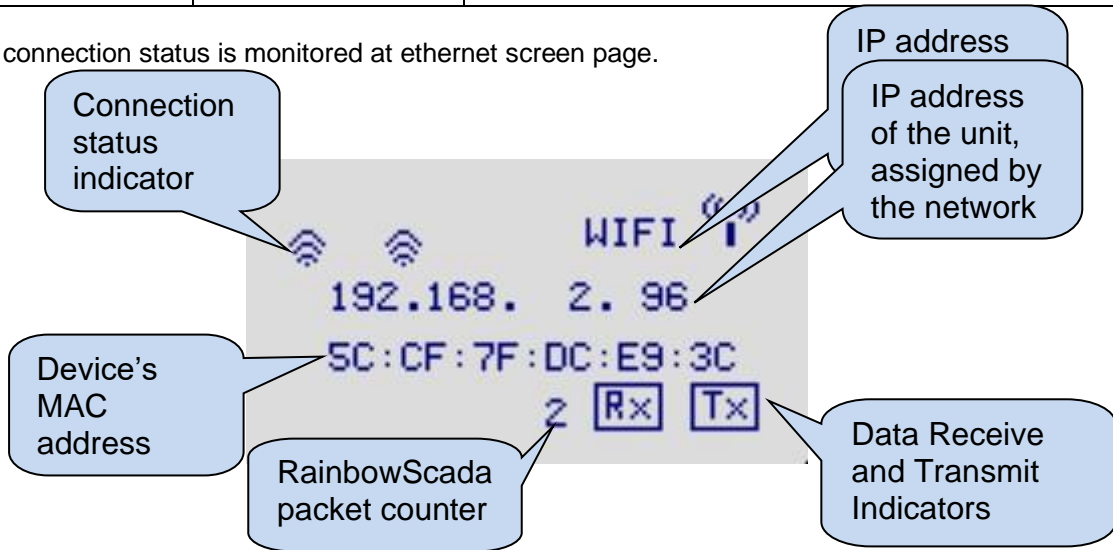 connection status is monitored at ethernet screen page.
IP address
IP address
of the unit,
assigned by
the network
Connection
status
indicator
WIFI
192.168. 2. 96
5C:CF:7F:DC:E9:3C
2 Rx Tx
Device's
MAC
address
RainbowScada
packet counter
Data Receive
and Transmit
Indicators